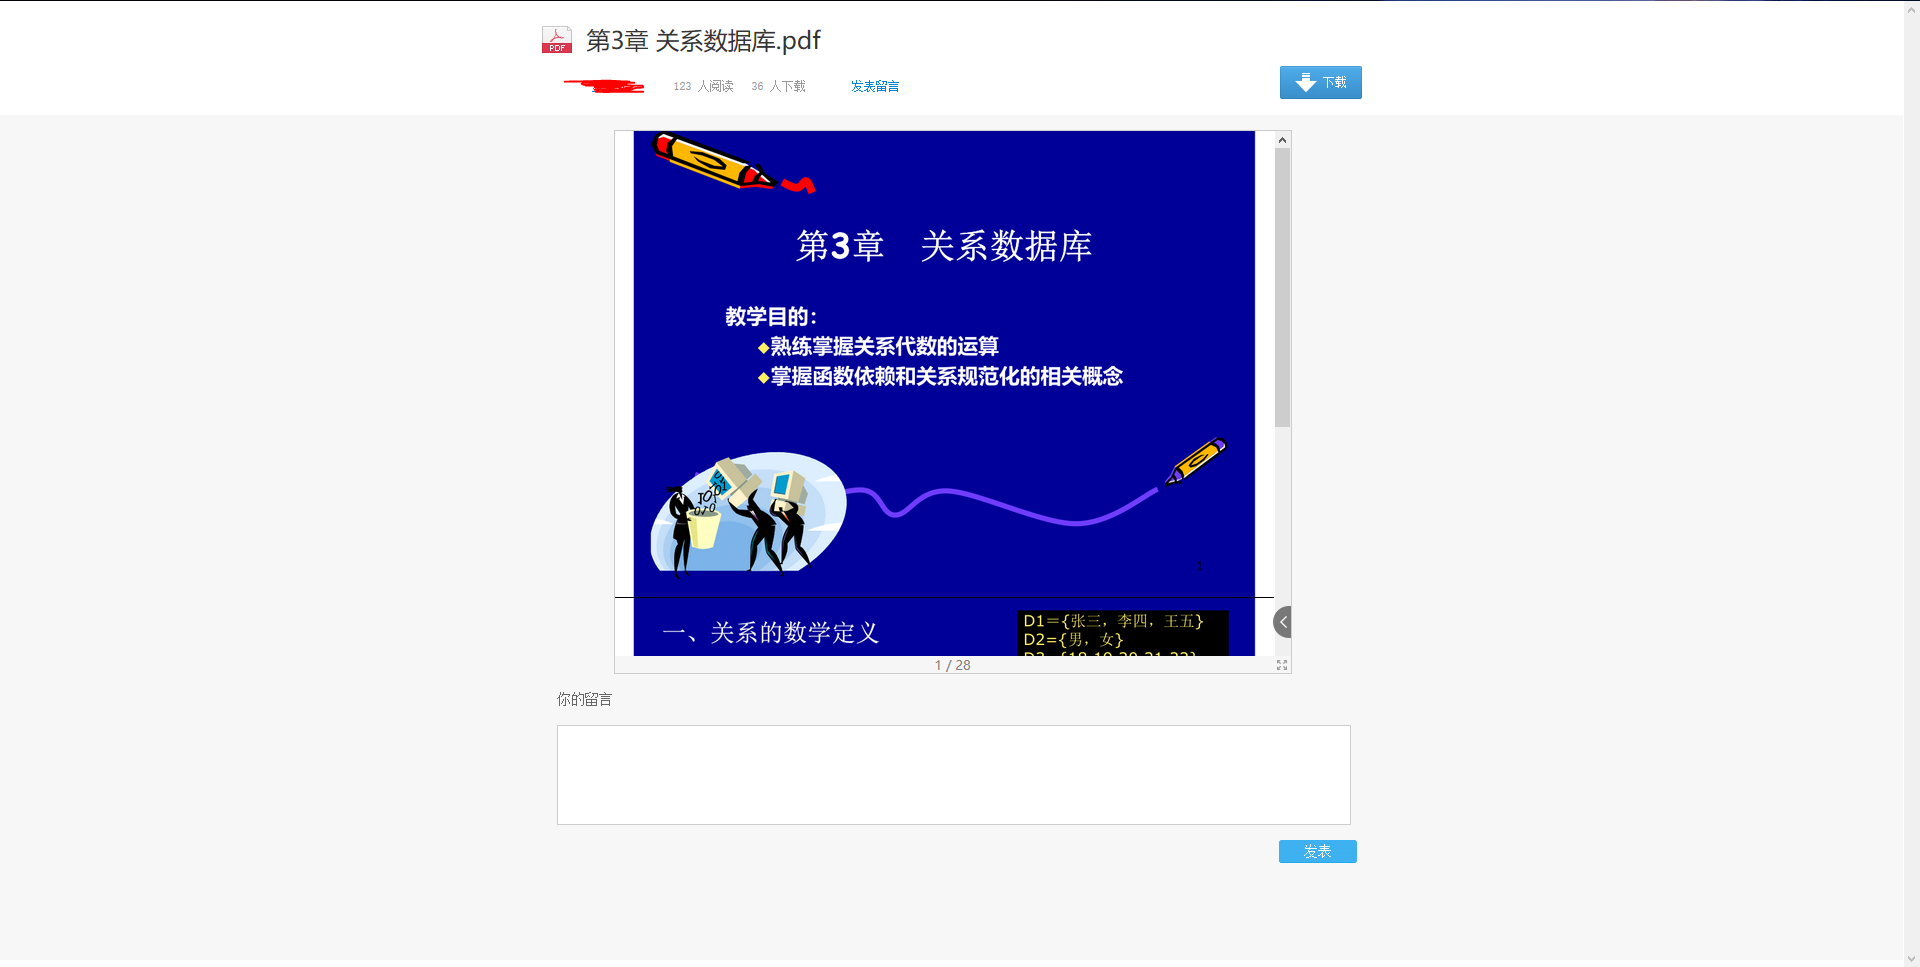 第3章 关系数据库.pdf
PDF
123 人阅读 36 人下载 发表留言
下载
第3章 关系数据库
教学目的：
◆熟练掌握关系代数的运算
◆掌握函数依赖和关系规范化的相关概念
1
一、关系的数学定义
D1={张三，李四，王五}
D2={男，女}
1 / 28
你的留言
发表